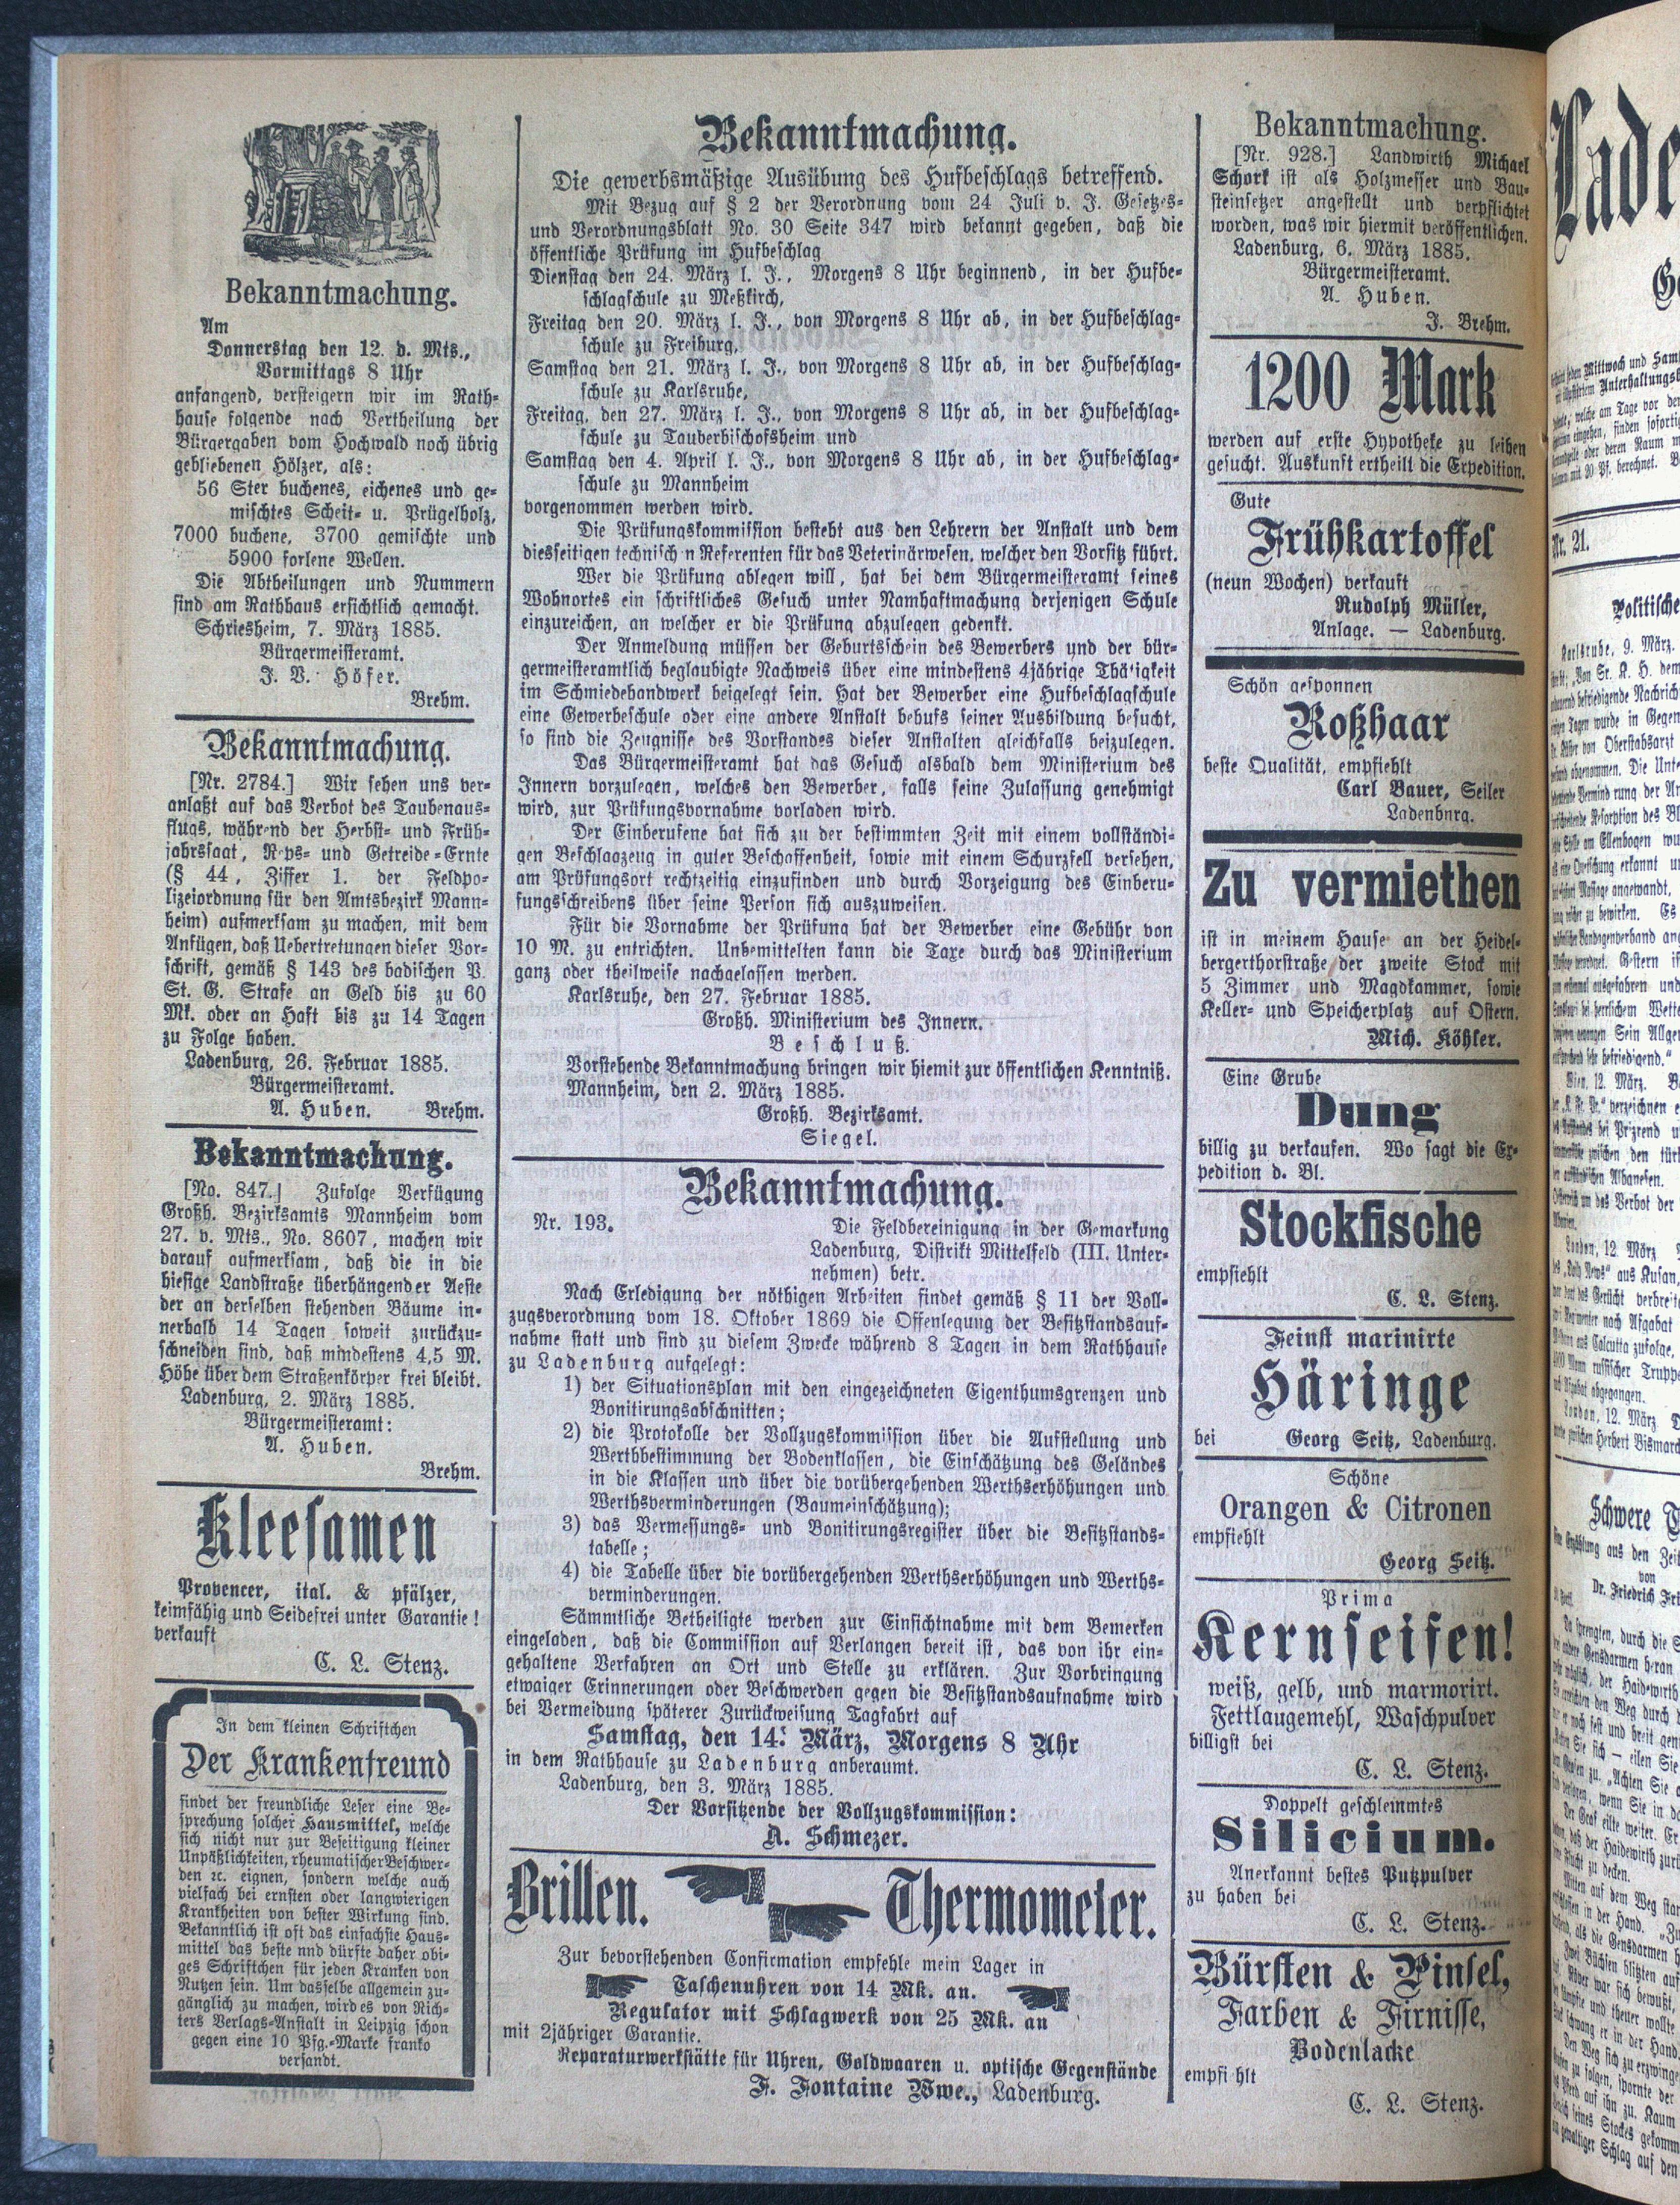 Bekanntmachung.
Am
Donnerstag den 12. d. Mts.,
Vormittags 8 Uhr
anfangend, versteigern wir im Rath-
hause folgende nach Vertheilung der
Bürgergaben vom Hochwald noch übrig
gebliebenen Hölzer, als:
56 Ster buchenes, eichenes und ge-
mischtes Scheit- u. Prügelholz,
7000 buchene, 3700 gemischte und
5900 forlene Wellen.
Die Abtheilungen und Nummern
sind am Rathhaus ersichtlich gemacht.
Schriesheim, 7. März 1885.
Bürgermeisteramt.
J. V. Höfer.
Brehm.
Bekanntmachung.
[Nr. 2784.] Wir sehen uns ver-
anlaßt auf das Verbot des Taubenaus-
flugs, während der Herbst- und Früh-
jahrssaat, Reps- und Getreide-Ernte
(§ 44, Ziffer 1. der Feldpo-
lizeiordnung für den Amtsbezirk Mann-
heim) aufmerksam zu machen, mit dem
Anfügen, daß Uebertretungen dieser Vor-
schrift, gemäß § 143 des badischen P.
St. G. Strafe an Geld bis zu 60
Mk. oder an Haft bis zu 14 Tagen
zu Folge haben.
Ladenburg, 26. Februar 1885.
Bürgermeisteramt.
A. Huben. Brehm.
Bekanntmachung.
[No. 847.] Zufolge Verfügung
Großh. Bezirksamts Mannheim vom
27. v. Mts., No. 8607, machen wir
darauf aufmerksam, daß die in die
hiesige Landstraße überhängender Aeste
der an derselben stehenden Bäume in-
nerhalb 14 Tagen soweit zurückzu-
schneiden sind, daß mindestens 4,5 M.
Höhe über dem Straßenkörper frei bleibt.
Ladenburg, 2. März 1885.
Bürgermeisteramt:
A. Huben.
Brehm.
Kleesamen
Provencer, ital. & pfälzer,
keimfähig und Seidefrei unter Garantie!
verkauft
C. L. Stenz.
In dem kleinen Schriftchen
Der Krankenfreund
findet der freundliche Leser eine Be-
sprechung solcher Hausmittel, welche
sich nicht nur zur Beseitigung kleiner
Unpäßlichkeiten, rheumatischer Beschwer-
den ꝛc. eignen, sondern welche auch
vielfach bei ernsten oder langwierigen
Krankheiten von bester Wirkung sind.
Bekanntlich ist oft das einfachste Haus-
mittel das beste nnd dürfte daher obi-
ges Schriftchen für jeden Kranken von
Nutzen sein. Um dasselbe allgemein zu-
gänglich zu machen, wird es von Rich-
ters Verlags-Anstalt in Leipzig schon
gegen eine 10 Pfg.-Marke franko
versandt.
Bekanntmachung.
Die gewerbsmäßige Ausübung des Hufbeschlags betreffend.
Mit Bezug auf § 2 der Verordnung vom 24 Juli v. J. Gesetzes-
und Verordnungsblatt No. 30 Seite 347 wird bekannt gegeben, daß die
öffentliche Prüfung im Hufbeschlag
Dienstag den 24. März l. J., Morgens 8 Uhr beginnend, in der Hufbe-
schlagschule zu Meßkirch,
Freitag den 20. März l. J., von Morgens 8 Uhr ab, in der Hufbeschlag-
schule zu Freiburg,
Samstag den 21. März l. J., von Morgens 8 Uhr ab, in der Hufbeschlag-
schule zu Karlsruhe,
Freitag, den 27. März l. J., von Morgens 8 Uhr ab, in der Hufbeschlag-
schule zu Tauberbischofsheim und
Samstag den 4. April l. J., von Morgens 8 Uhr ab, in der Hufbeschlag-
schule zu Mannheim
vorgenommen werden wird.
Die Prüfungskommission besteht aus den Lehrern der Anstalt und dem
diesseitigen technisch n Referenten für das Veterinärwesen, welcher den Vorsitz führt.
Wer die Prüfung ablegen will, hat bei dem Bürgermeisteramt seines
Wohnortes ein schriftliches Gesuch unter Namhaftmachung derjenigen Schule
einzureichen, an welcher er die Prüfung abzulegen gedenkt.
Der Anmeldung müssen der Geburtsschein des Bewerbers und der bür-
germeisteramtlich beglaubigte Nachweis über eine mindestens 4jährige Thä'igkeit
im Schmiedehandwerk beigelegt sein. Hat der Bewerber eine Hufbeschlagschule
eine Gewerbeschule oder eine andere Anstalt behufs seiner Ausbildung besucht,
so sind die Zeugnisse des Vorstandes dieser Anstalten gleichfalls beizulegen.
Das Bürgermeisteramt hat das Gesuch alsbald dem Ministerium des
Innern vorzulegen, welches den Bewerber, falls seine Zulassung genehmigt
wird, zur Prüfungsvornahme vorladen wird.
Der Einberufene hat sich zu der bestimmten Zeit mit einem vollständi-
gen Beschlagzeug in guter Beschaffenheit, sowie mit einem Schurzfell versehen,
am Prüfungsort rechtzeitig einzufinden und durch Vorzeigung des Einberu-
fungsschreibens über seine Person sich auszuweisen.
Für die Vornahme der Prüfung hat der Bewerber eine Gebühr von
10 M. zu entrichten. Unbemittelten kann die Taxe durch das Ministerium
ganz oder theilweise nachgelassen werden.
Karlsruhe, den 27. Februar 1885.
Großh. Ministerium des Innern.
Beschluß.
Vorstehende Bekanntmachung bringen wir hiemit zur öffentlichen Kenntniß.
Mannheim, den 2. März 1885.
Großh. Bezirksamt.
Siegel.
Bekanntmachung.
Nr. 193. Die Feldbereinigung in der Gemarkung
Ladenburg, Distrikt Mittelfeld (III. Unter-
nehmen) betr.
Nach Erledigung der nöthigen Arbeiten findet gemäß § 11 der Voll-
zugsverordnung vom 18. Oktober 1869 die Offenlegung der Besitzstandsauf-
nahme statt und sind zu diesem Zwecke während 8 Tagen in dem Rathhause
zu Ladenburg aufgelegt:
1) der Situationsplan mit den eingezeichneten Eigenthumsgrenzen und
Bonitirungsabschnitten;
2) die Protokolle der Vollzugskommission über die Aufstellung und
Werthbestimmung der Bodenklassen, die Einschätzung des Geländes
in die Klassen und über die vorübergehenden Werthserhöhungen und
Werthsverminderungen (Baumeinschätzung);
3) das Vermessungs- und Bonitirungsregister über die Besitzstands-
tabelle;
4) die Tabelle über die vorübergehenden Werthserhöhungen und Werths-
verminderungen.
Sämmtliche Betheiligte werden zur Einsichtnahme mit dem Bemerken
eingeladen, daß die Commission auf Verlangen bereit ist, das von ihr ein-
gehaltene Verfahren an Ort und Stelle zu erklären. Zur Vorbringung
etwaiger Erinnerungen oder Beschwerden gegen die Besitzstandsaufnahme wird
bei Vermeidung späterer Zurückweisung Tagfahrt auf
Samstag, den 14. März, Morgens 8 Uhr
in dem Rathhause zu Ladenburg anberaumt.
Ladenburg, den 3. März 1885.
Der Vorsitzende der Vollzugskommission:
A. Schmezer.
Brillen. Thermometer.
Zur bevorstehenden Confirmation empfehle mein Lager in
Taschenuhren von 14 Mk. an.
Regulator mit Schlagwerk von 25 Mk. an
mit 2jähriger Garantie.
Reparaturwerkstätte für Uhren, Goldwaaren u. optische Gegenstände
F. Fontaine Wwe., Ladenburg.
Bekanntmachung.
[Nr. 928.] Landwirth Michael
Schork ist als Holzmesser und Bau-
steinsetzer angestellt und verpflichtet
worden, was wir hiermit veröffentlichen.
Ladenburg, 6. März 1885.
Bürgermeisteramt.
A. Huben.
J. Brehm.
1200 Mark
werden auf erste Hypotheke zu leihen
gesucht. Auskunft ertheilt die Expedition.
Gute
Frühkartoffel
(neun Wochen) verkauft
Rudolph Müller,
Anlage. — Ladenburg.
Schön gesponnen
Roßhaar
beste Qualität, empfiehlt
Carl Bauer, Seiler
Ladenburg.
Zu vermiethen
ist in meinem Hause an der Heidel-
bergerthorstraße der zweite Stock mit
5 Zimmer und Magdkammer, sowie
Keller- und Speicherplatz auf Ostern.
Mich. Köhler.
Eine Grube
Dung
billig zu verkaufen. Wo sagt die Ex-
pedition d. Bl.
Stockfische
empfiehlt
C. L. Stenz.
Feinst marinirte
Häringe
bei Georg Seitz, Ladenburg.
Schöne
Orangen & Citronen
empfiehlt
Georg Seitz.
Prima
Kernseifen!
weiß, gelb, und marmorirt.
Fettlaugemehl, Waschpulver
billigst bei
C. L. Stenz.
Doppelt geschlemmtes
Silicium.
Anerkannt bestes Putzpulver
zu haben bei
C. L. Stenz.
Bürsten & Pinsel,
Farben & Firnisse,
Bodenlacke
empfi hlt
C. L. Stenz.
Lade
Nr. 21.
Politische
Karlsruhe, 9. März.
Wien, 12. März.
London, 12. März
London, 12. März.
Schwere
von
Dr. Friedrich